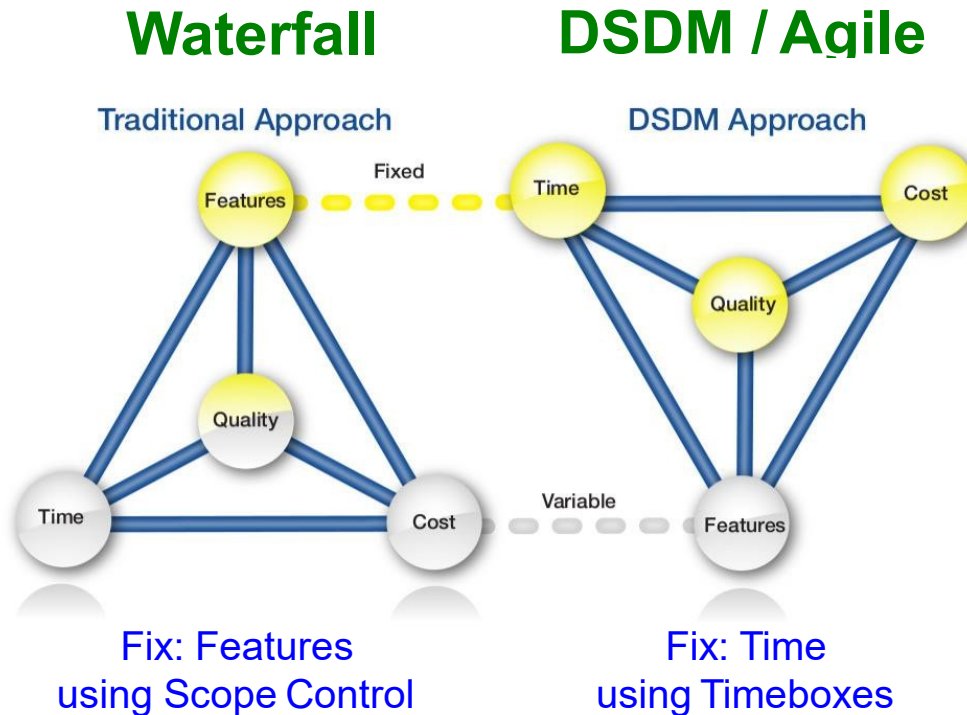 Waterfall
DSDM / Agile
Traditional Approach
DSDM Approach
Features
Fixed
Time
Cost
Quality
Quality
Time
Cost
Variable
Features
Fix: Features
using Scope Control
Fix: Time
using Timeboxes